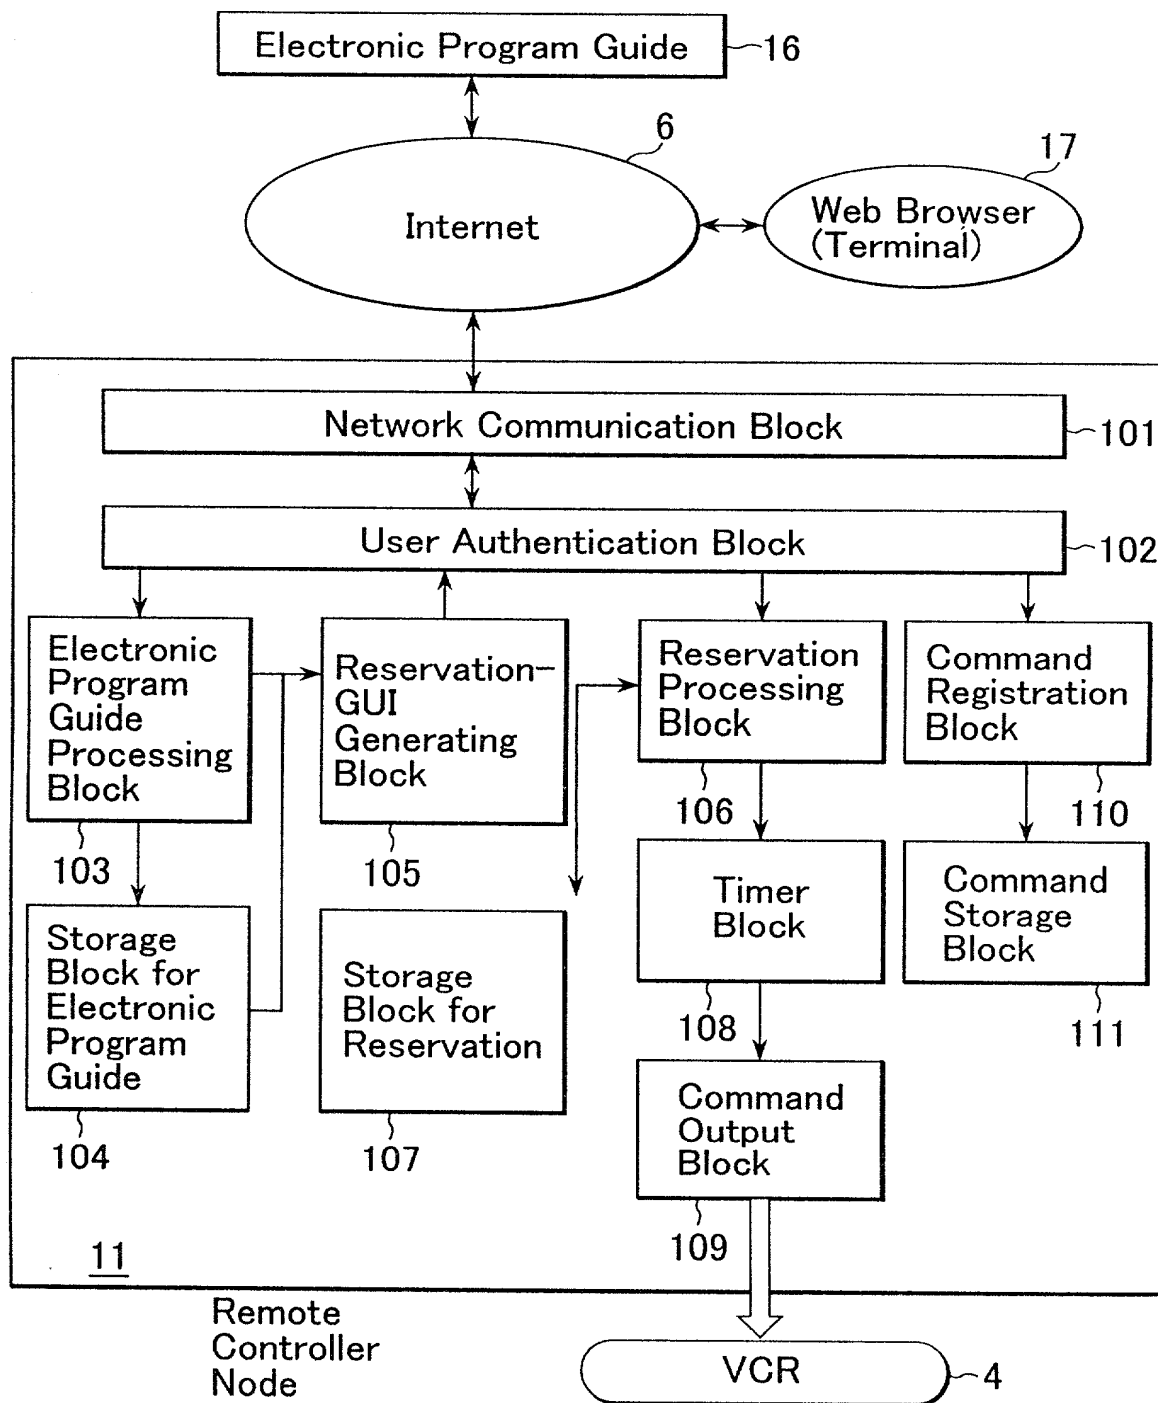 Electronic Program Guide
16
6
17
Internet
Web Browser
(Terminal)
Network Communication Block
101
User Authentication Block
102
Electronic
Program
Guide
Processing
Block
103
Reservation-
GUI
Generating
Block
105
Reservation
Processing
Block
106
Command
Registration
Block
110
Storage
Block for
Electronic
Program
Guide
104
Storage
Block for
Reservation
107
Timer
Block
108
Command
Storage
Block
111
Command
Output
Block
109
11
Remote
Controller
Node
VCR
4